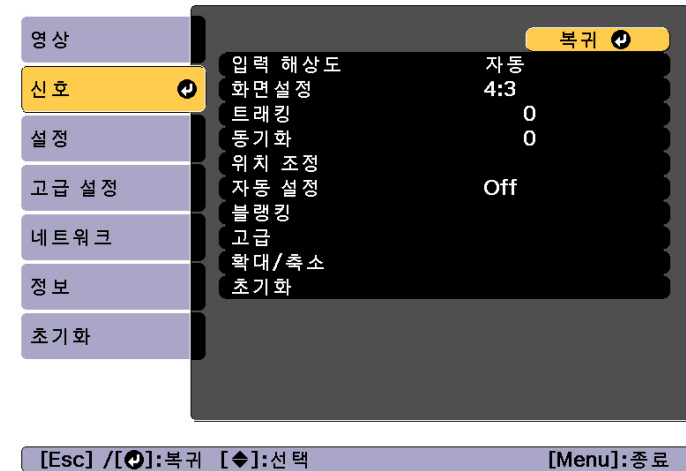 영상
신호
설정
고급 설정
네트워크
정보
초기화
복귀
입력 해상도 자동
화면설정 4:3
트래킹 0
동기화 0
위치 조정
자동 설정 Off
블랭킹
고급
확대/축소
초기화
[Esc] /[⏎]:복귀 [◆]:선택 [Menu]:종료